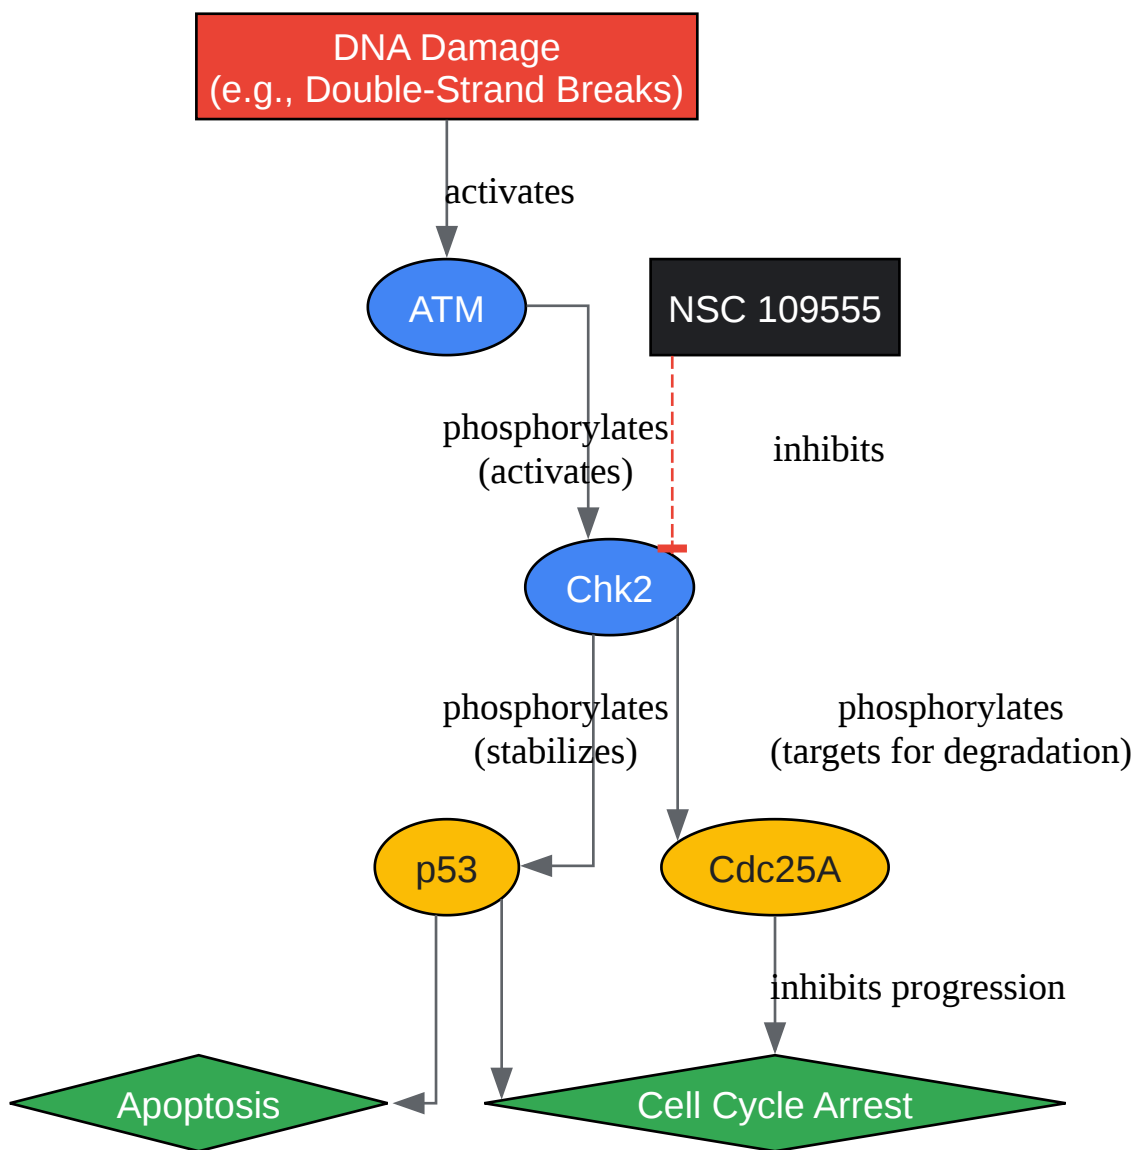 DNA Damage
(e.g., Double-Strand Breaks)
activates
ATM
NSC 109555
phosphorylates
(activates)
inhibits
Chk2
phosphorylates
(stabilizes)
phosphorylates
(targets for degradation)
p53
Cdc25A
inhibits progression
Apoptosis
Cell Cycle Arrest